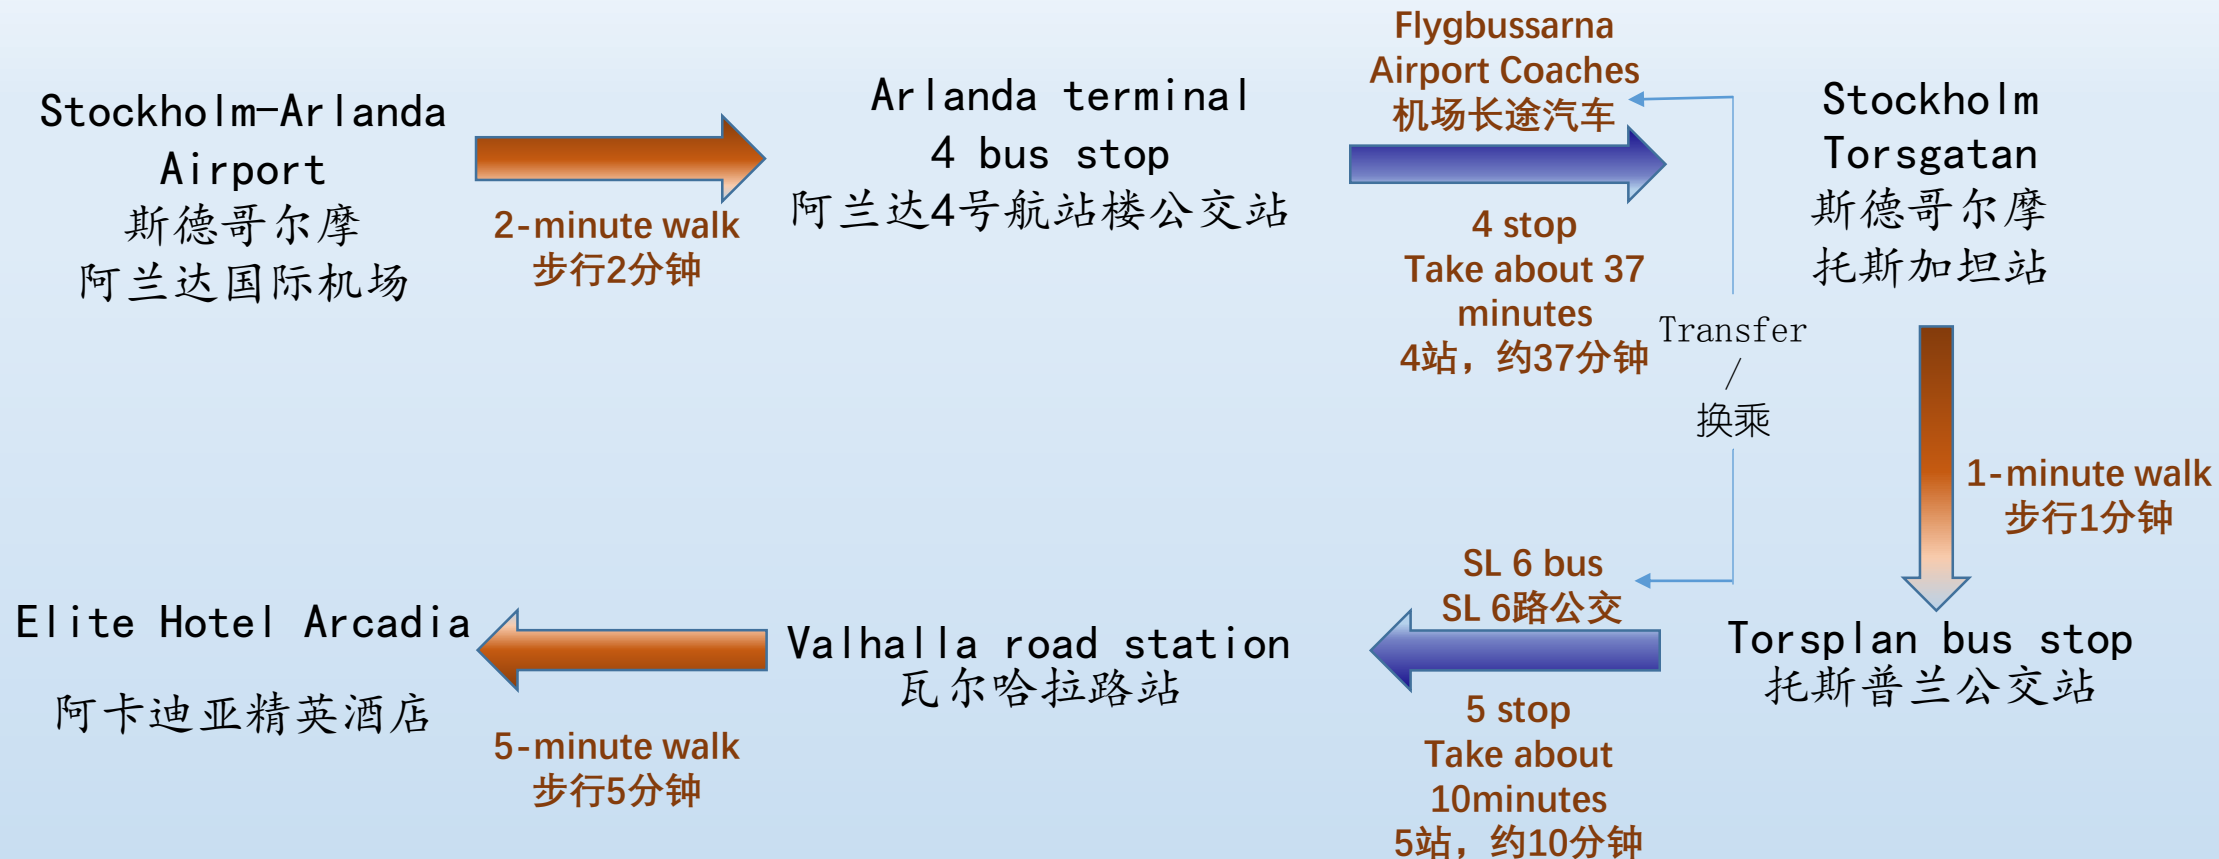 Stockholm-Arlanda
Airport
斯德哥尔摩
阿兰达国际机场
2-minute walk
步行2分钟
Arlanda terminal
4 bus stop
阿兰达4号航站楼公交站
Flygbussarna
Airport Coaches
机场长途汽车
4 stop
Take about 37
minutes
4站，约37分钟
Stockholm
Torsgatan
斯德哥尔摩
托斯加坦站
Transfer
/
换乘
1-minute walk
步行1分钟
Torsplan bus stop
托斯普兰公交站
SL 6 bus
SL 6路公交
5 stop
Take about
10minutes
5站，约10分钟
Valhalla road station
瓦尔哈拉路站
5-minute walk
步行5分钟
Elite Hotel Arcadia
阿卡迪亚精英酒店